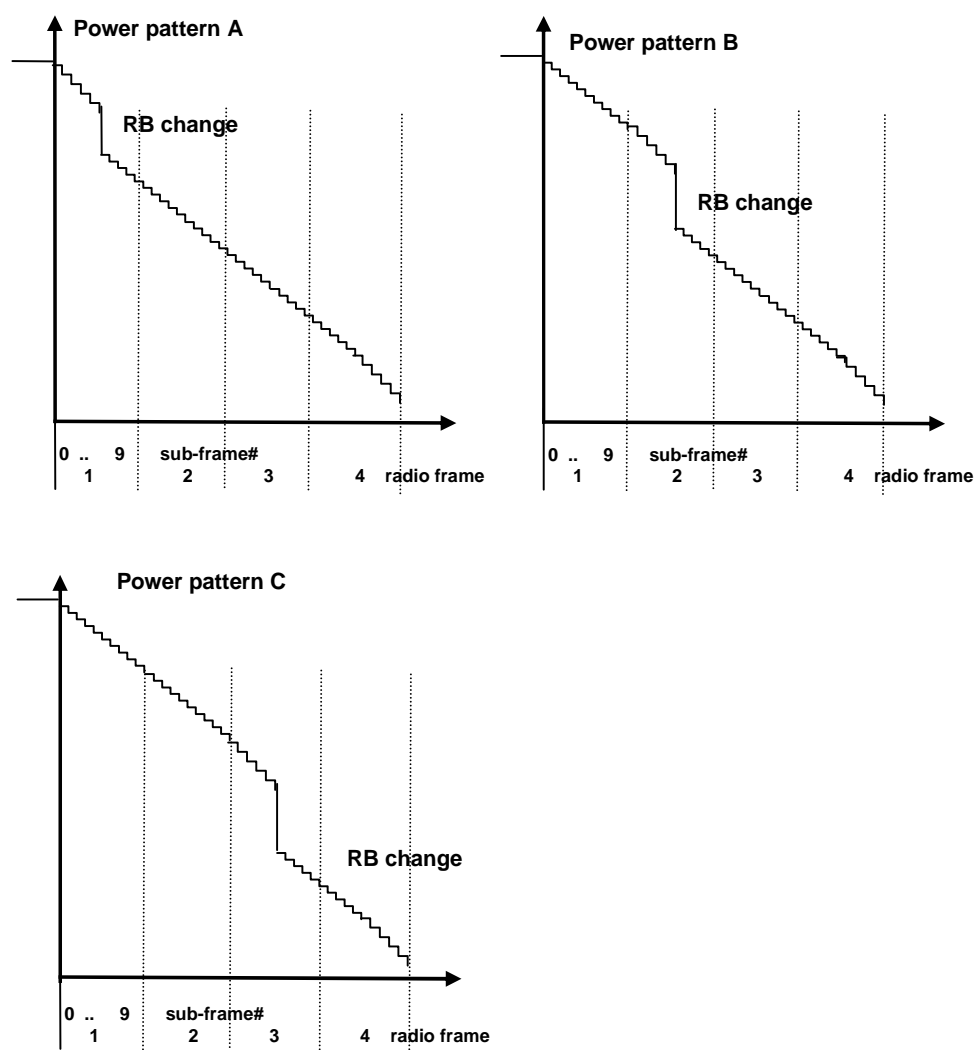 Power pattern A
RB change
0 .. 9 sub-frame#
1 2 3 4 radio frame
Power pattern B
RB change
0 .. 9 sub-frame#
1 2 3 4 radio frame
Power pattern C
RB change
0 .. 9 sub-frame#
1 2 3 4 radio frame